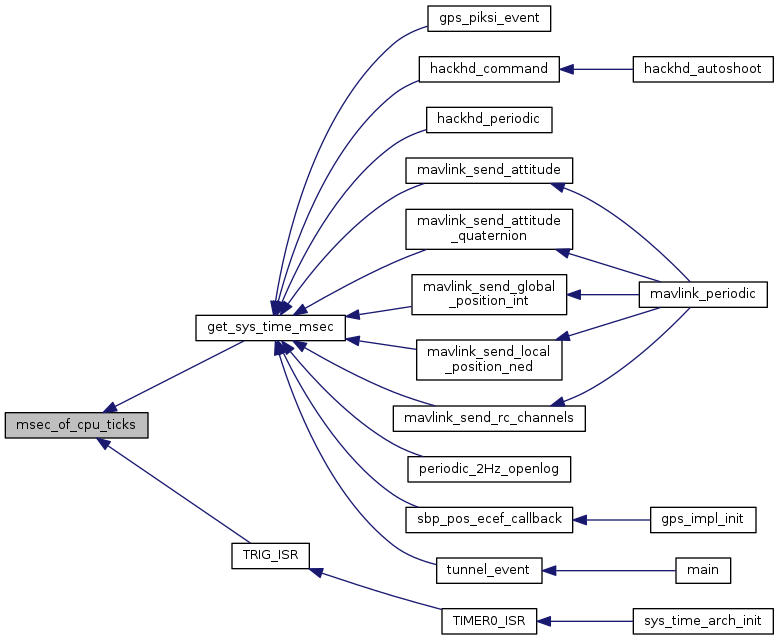 gps_piksi_event
hackhd_command
hackhd_autoshoot
hackhd_periodic
mavlink_send_attitude
mavlink_send_attitude
_quaternion
mavlink_send_global
_position_int
mavlink_periodic
get_sys_time_msec
mavlink_send_local
_position_ned
mavlink_send_rc_channels
msec_of_cpu_ticks
periodic_2Hz_openlog
sbp_pos_ecef_callback
gps_impl_init
TRIG_ISR
tunnel_event
main
TIMER0_ISR
sys_time_arch_init